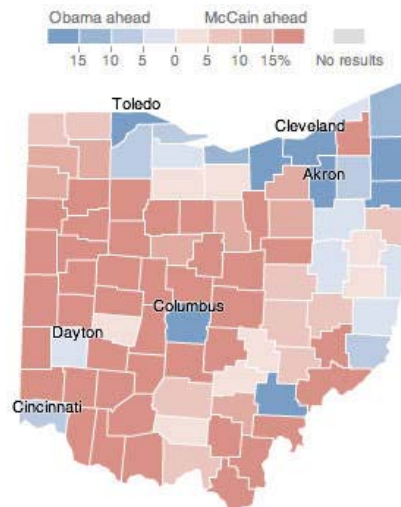 Obama ahead McCain ahead
15 10 5 0 5 10 15% No results
Toledo
Cleveland
Akron
Columbus
Dayton
Cincinnati